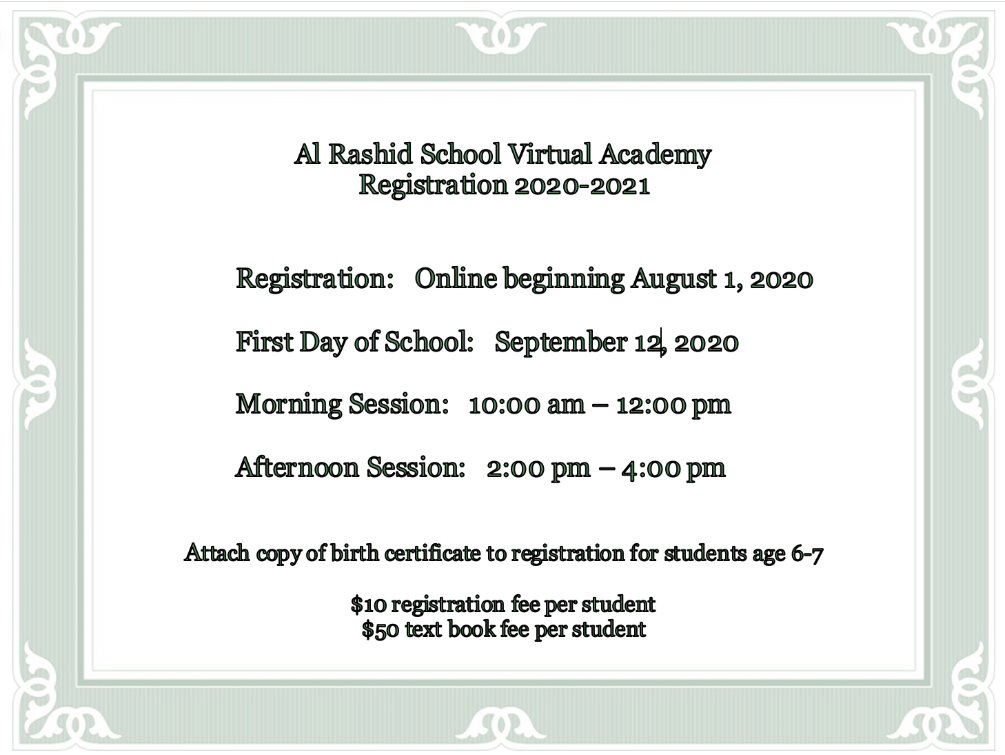 Al Rashid School Virtual Academy
Registration 2020-2021
Registration: Online beginning August 1, 2020
First Day of School: September 12, 2020
Morning Session: 10:00 am – 12:00 pm
Afternoon Session: 2:00 pm – 4:00 pm
Attach copy of birth certificate to registration for students age 6-7
$10 registration fee per student
$50 text book fee per student